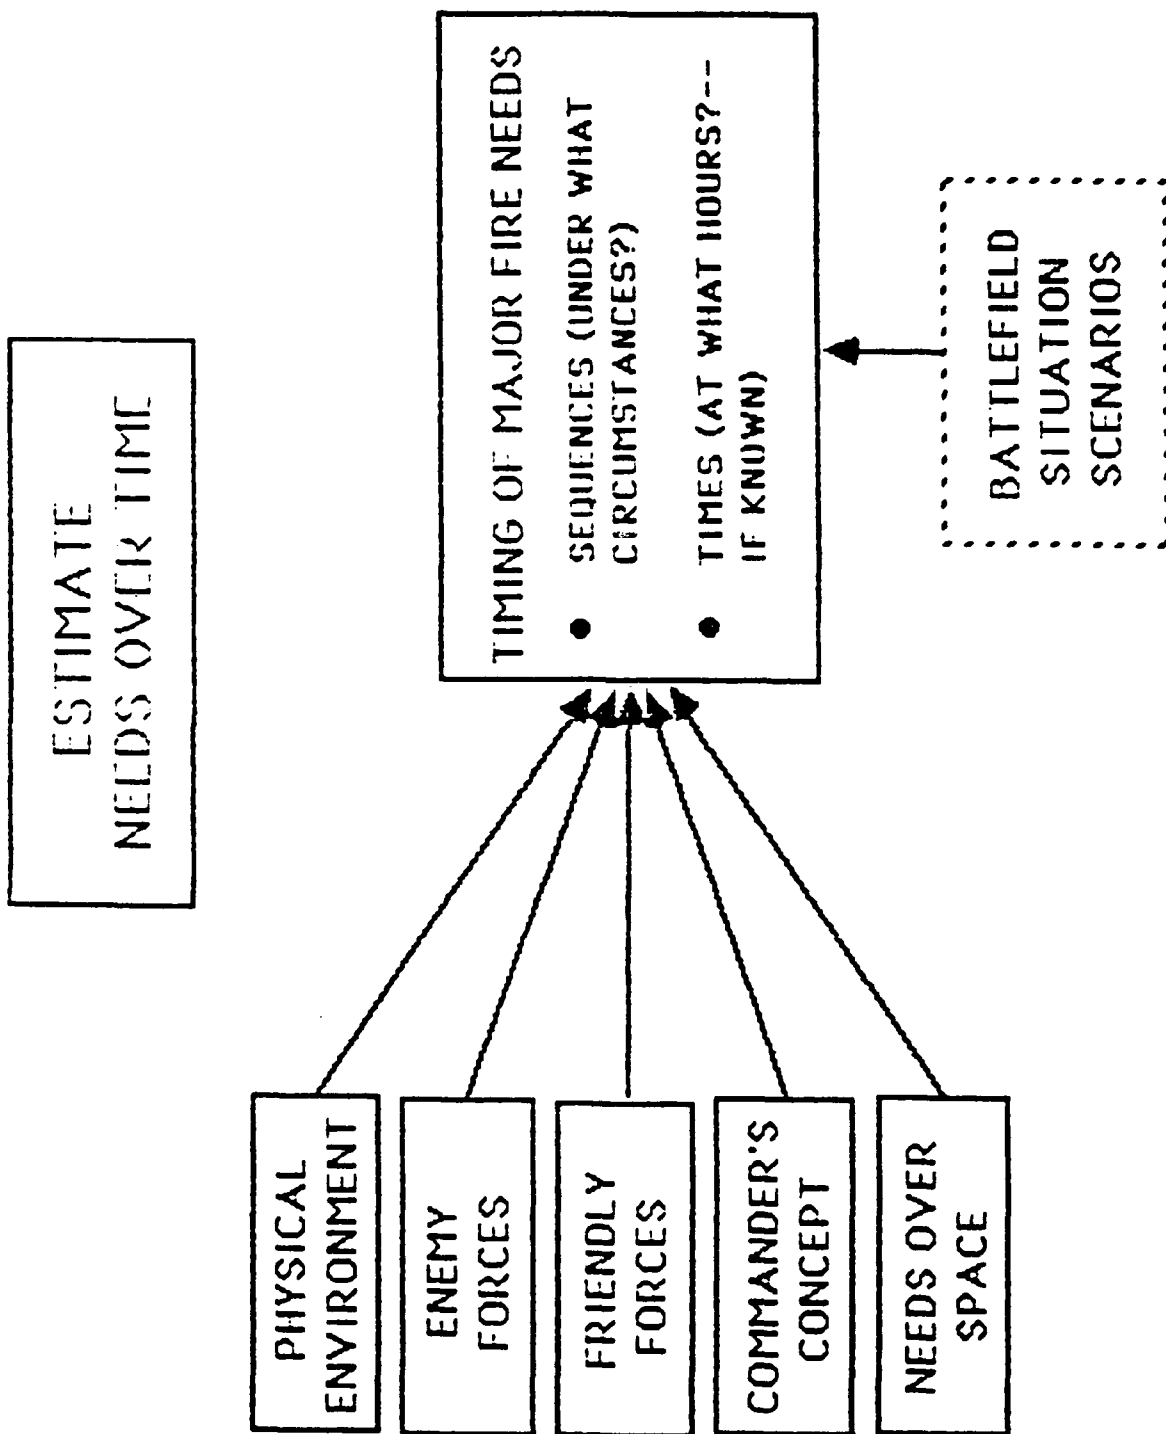 ESTIMATE
NEEDS OVER TIME
PHYSICAL
ENVIRONMENT
ENEMY
FORCES
FRIENDLY
FORCES
COMMANDER'S
CONCEPT
NEEDS OVER
SPACE
TIMING OF MAJOR FIRE NEEDS
● SEQUENCES (UNDER WHAT
CIRCUMSTANCES?)
● TIMES (AT WHAT HOURS?--
IF KNOWN)
BATTLEFIELD
SITUATION
SCENARIOS